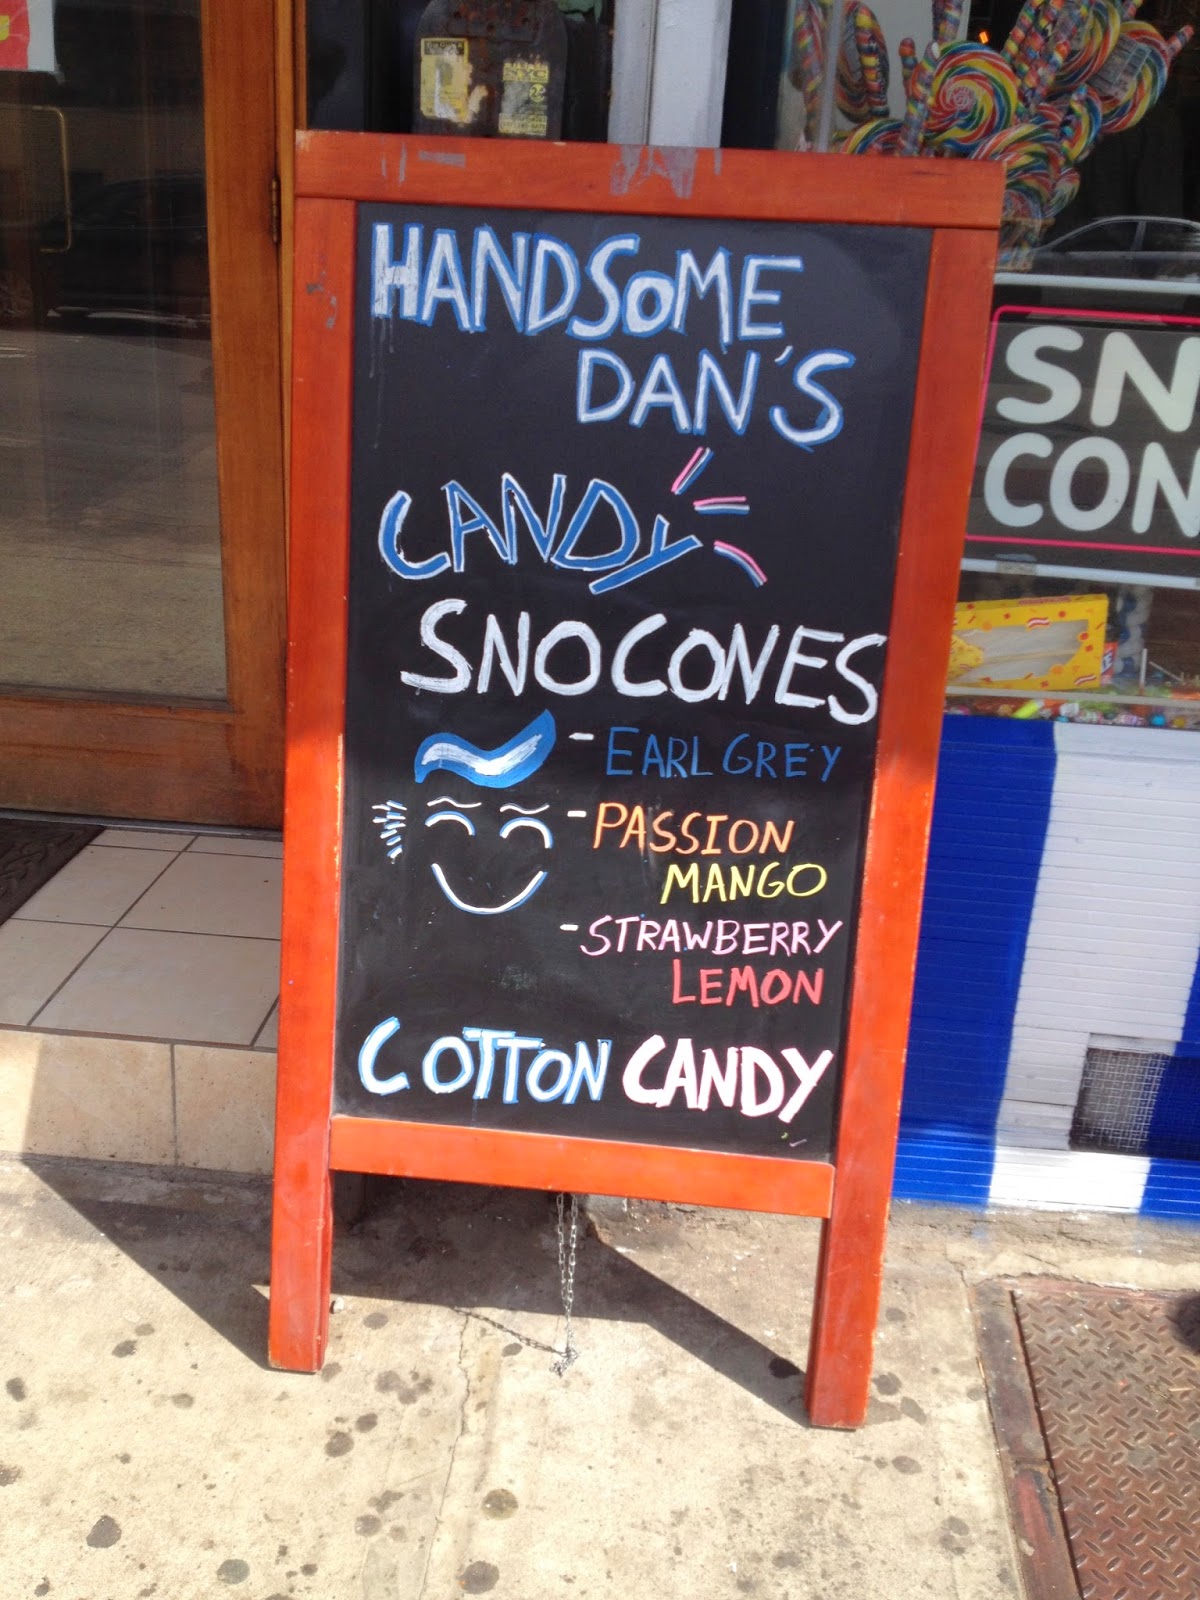 HANDSOME
DAN'S
CANDY
SNOCONES
- EARL GREY
- PASSION
MANGO
- STRAWBERRY
LEMON
COTTON CANDY
SN
CON